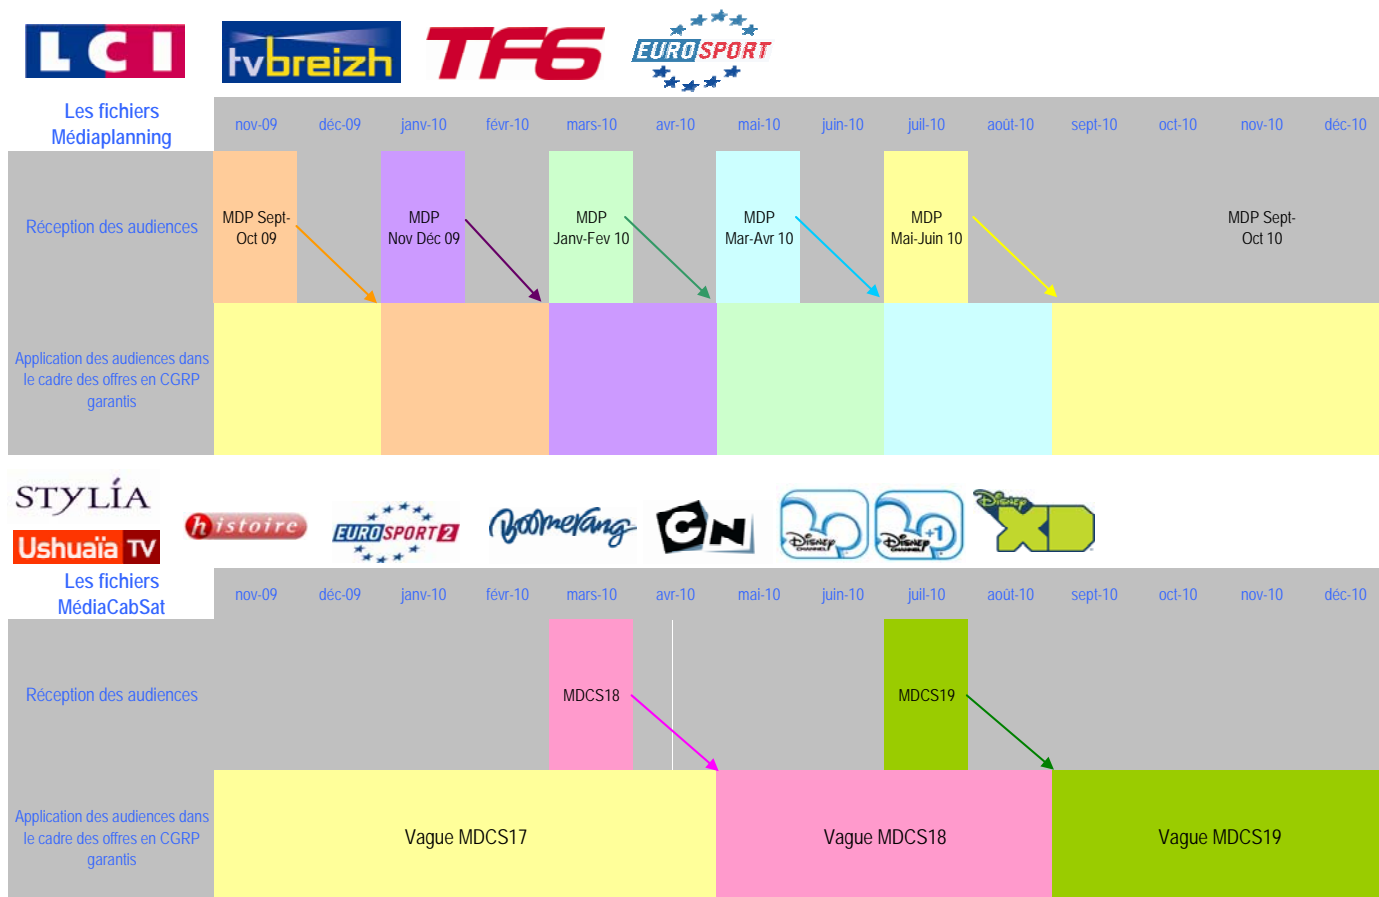 LCI
tvbreizh
TF6
EUROSPORT
Les fichiers
Médiaplanning
nov-09 déc-09 janv-10 févr-10 mars-10 avr-10 mai-10 juin-10 juil-10 août-10 sept-10 oct-10 nov-10 déc-10
Réception des audiences
MDP Sept-
Oct 09
MDP
Nov Déc 09
MDP
Janv-Fev 10
MDP
Mar-Avr 10
MDP
Mai-Juin 10
MDP Sept-
Oct 10
Application des audiences dans
le cadre des offres en CGRP
garantis
STYLÍA
Ushuaïa TV
histoire
EUROSPORT 2
Boomerang
CN
Disney
CHANNEL
+1
Disney
CHANNEL
Disney
XD
Les fichiers
MédiaCabSat
nov-09 déc-09 janv-10 févr-10 mars-10 avr-10 mai-10 juin-10 juil-10 août-10 sept-10 oct-10 nov-10 déc-10
Réception des audiences
MDCS18
MDCS19
Application des audiences dans
le cadre des offres en CGRP
garantis
Vague MDCS17
Vague MDCS18
Vague MDCS19